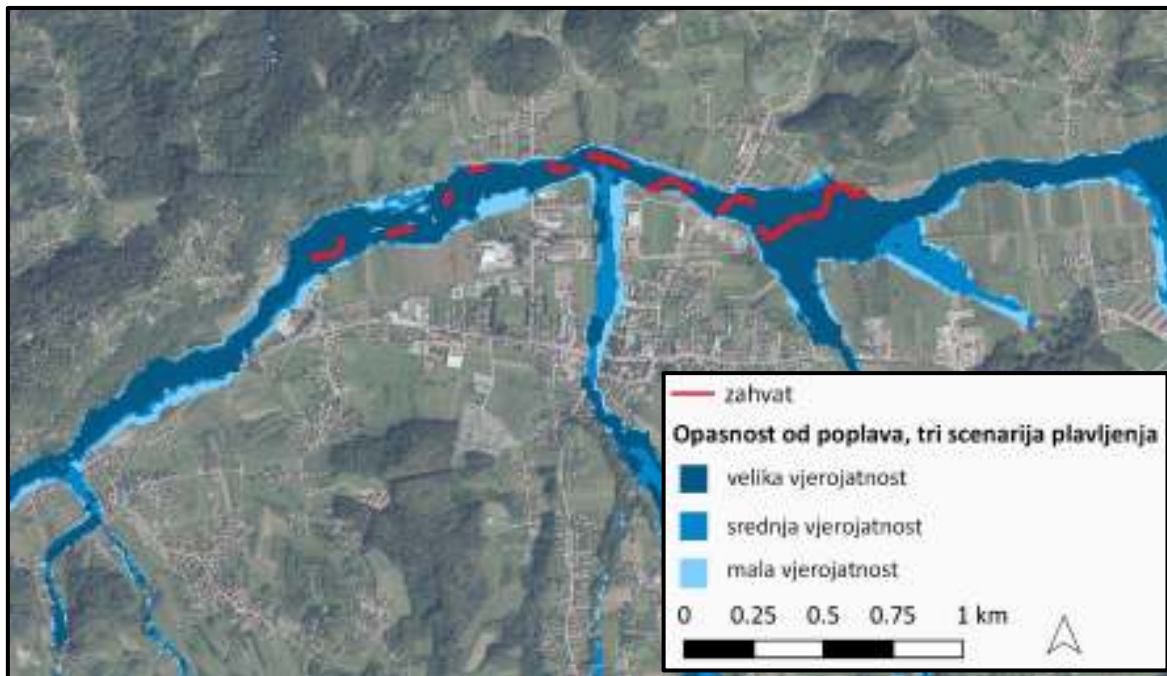 zahvat
Opasnost od poplava, tri scenarija plavljenja
velika vjerojatnost
srednja vjerojatnost
mala vjerojatnost
0 0.25 0.5 0.75 1 km